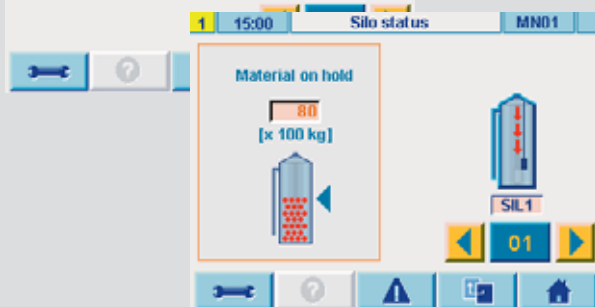 1 15:00 Silo status MN01
Material on hold
80
[x 100 kg]
SIL1
01
?
?